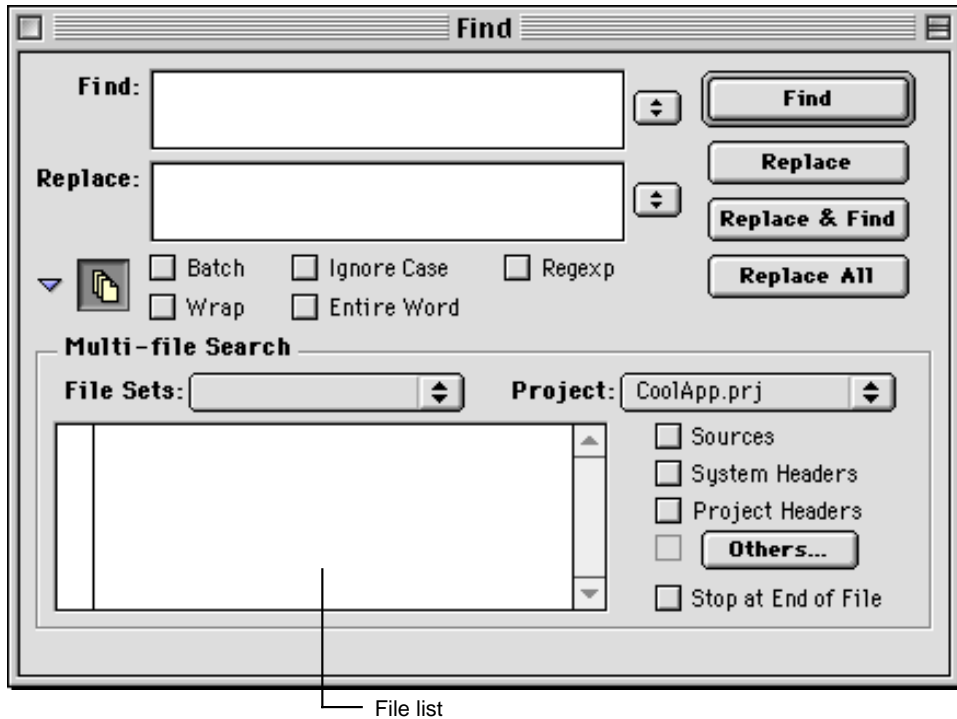 Find
Find:
Find
Replace
Replace:
Replace & Find
Batch
Ignore Case
Regexp
Replace All
Wrap
Entire Word
Multi-file Search
File Sets:
Project:
CoolApp.prj
Sources
System Headers
Project Headers
Others...
Stop at End of File
File list